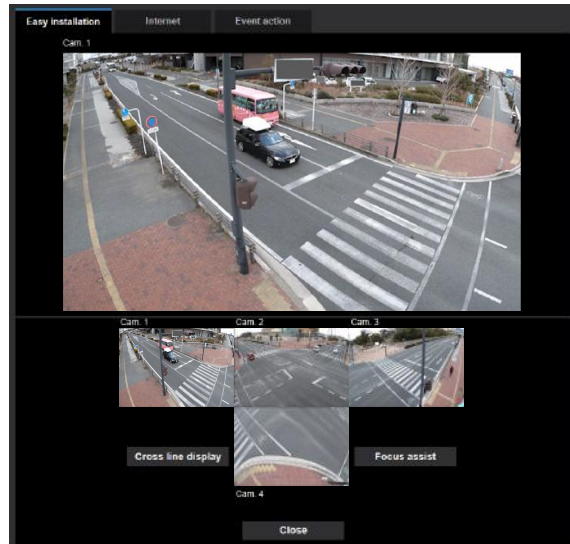 Easy installation
Internet
Event action
Cam. 1
Cam. 1
Cam. 2
Cam. 3
Cross line display
Focus assist
Cam. 4
Close